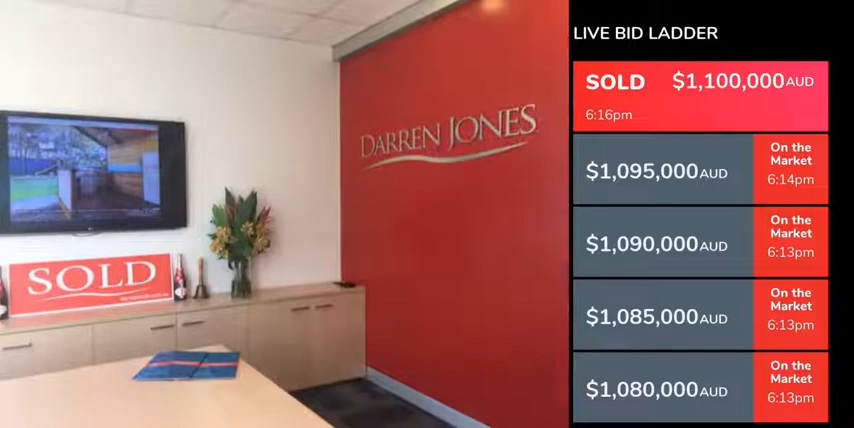 DARREN JONES
SOLD
LIVE BID LADDER
SOLD $1,100,000AUD
6:16pm
$1,095,000AUD
On the
Market
6:14pm
$1,090,000AUD
On the
Market
6:13pm
$1,085,000AUD
On the
Market
6:13pm
$1,080,000AUD
On the
Market
6:13pm